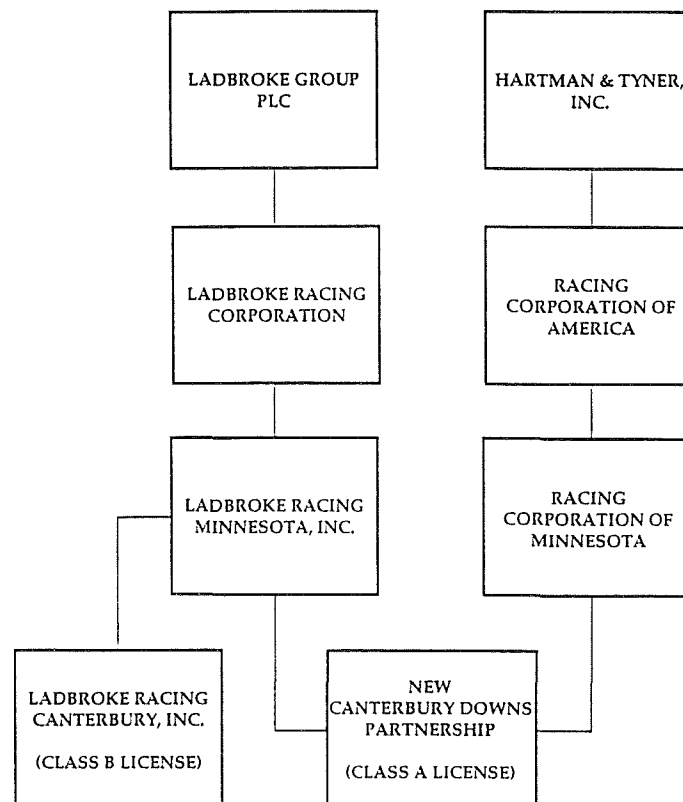 LADBROKE GROUP
PLC
HARTMAN & TYNER,
INC.
LADBROKE RACING
CORPORATION
RACING
CORPORATION OF
AMERICA
LADBROKE RACING
MINNESOTA, INC.
RACING
CORPORATION OF
MINNESOTA
LADBROKE RACING
CANTERBURY, INC.
(CLASS B LICENSE)
NEW
CANTERBURY DOWNS
PARTNERSHIP
(CLASS A LICENSE)